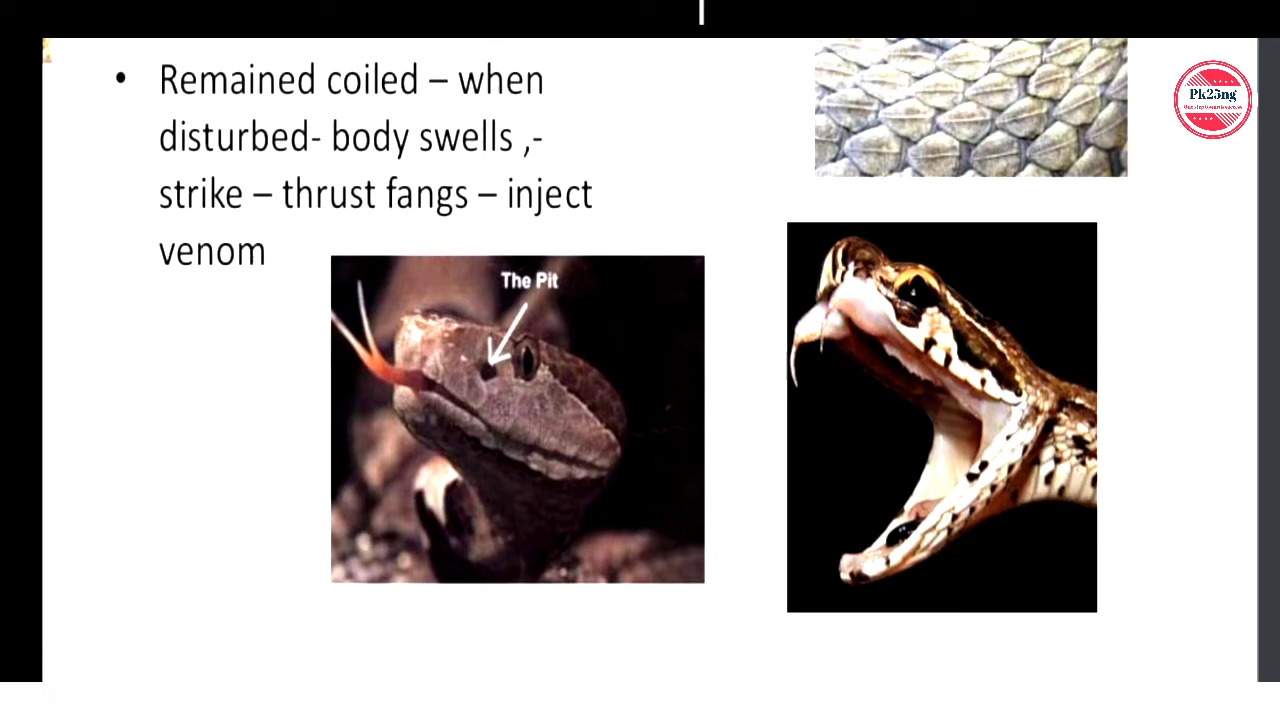 • Remained coiled – when
disturbed- body swells ,-
strike – thrust fangs – inject
venom
The Pit
Pk25ng